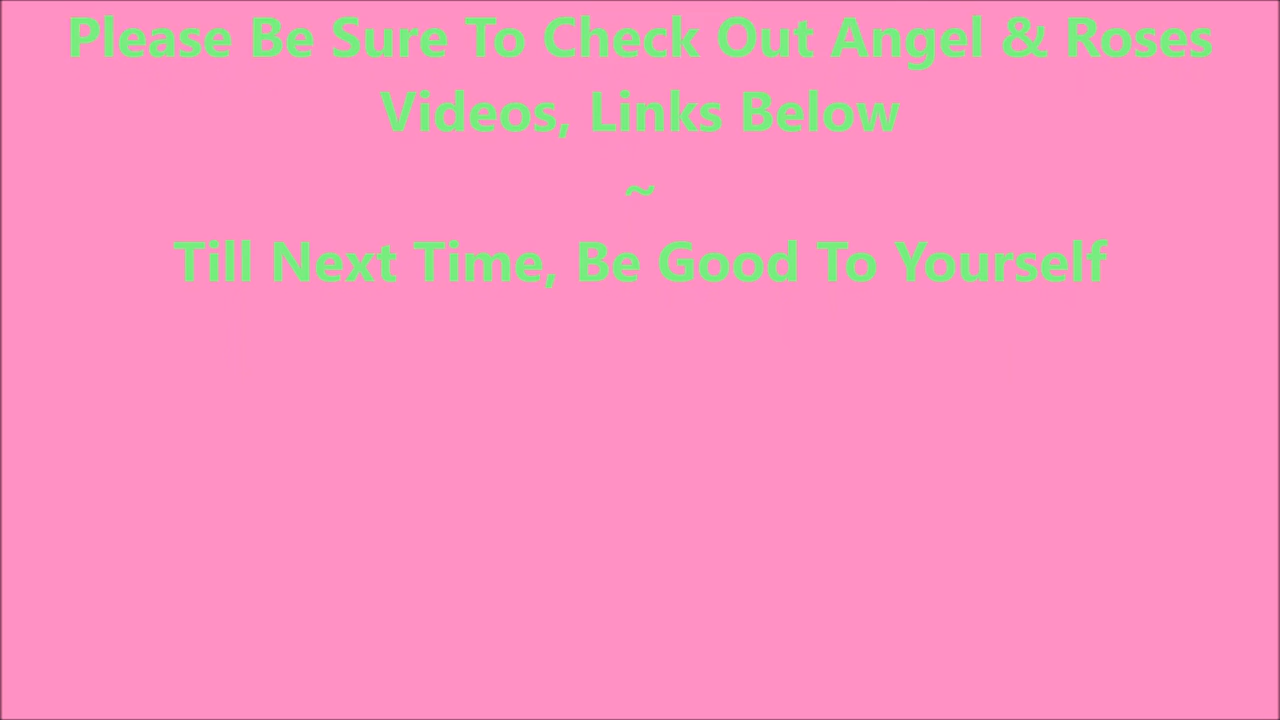 Please Be Sure To Check Out Angel & Roses
Videos, Links Below
~
Till Next Time, Be Good To Yourself